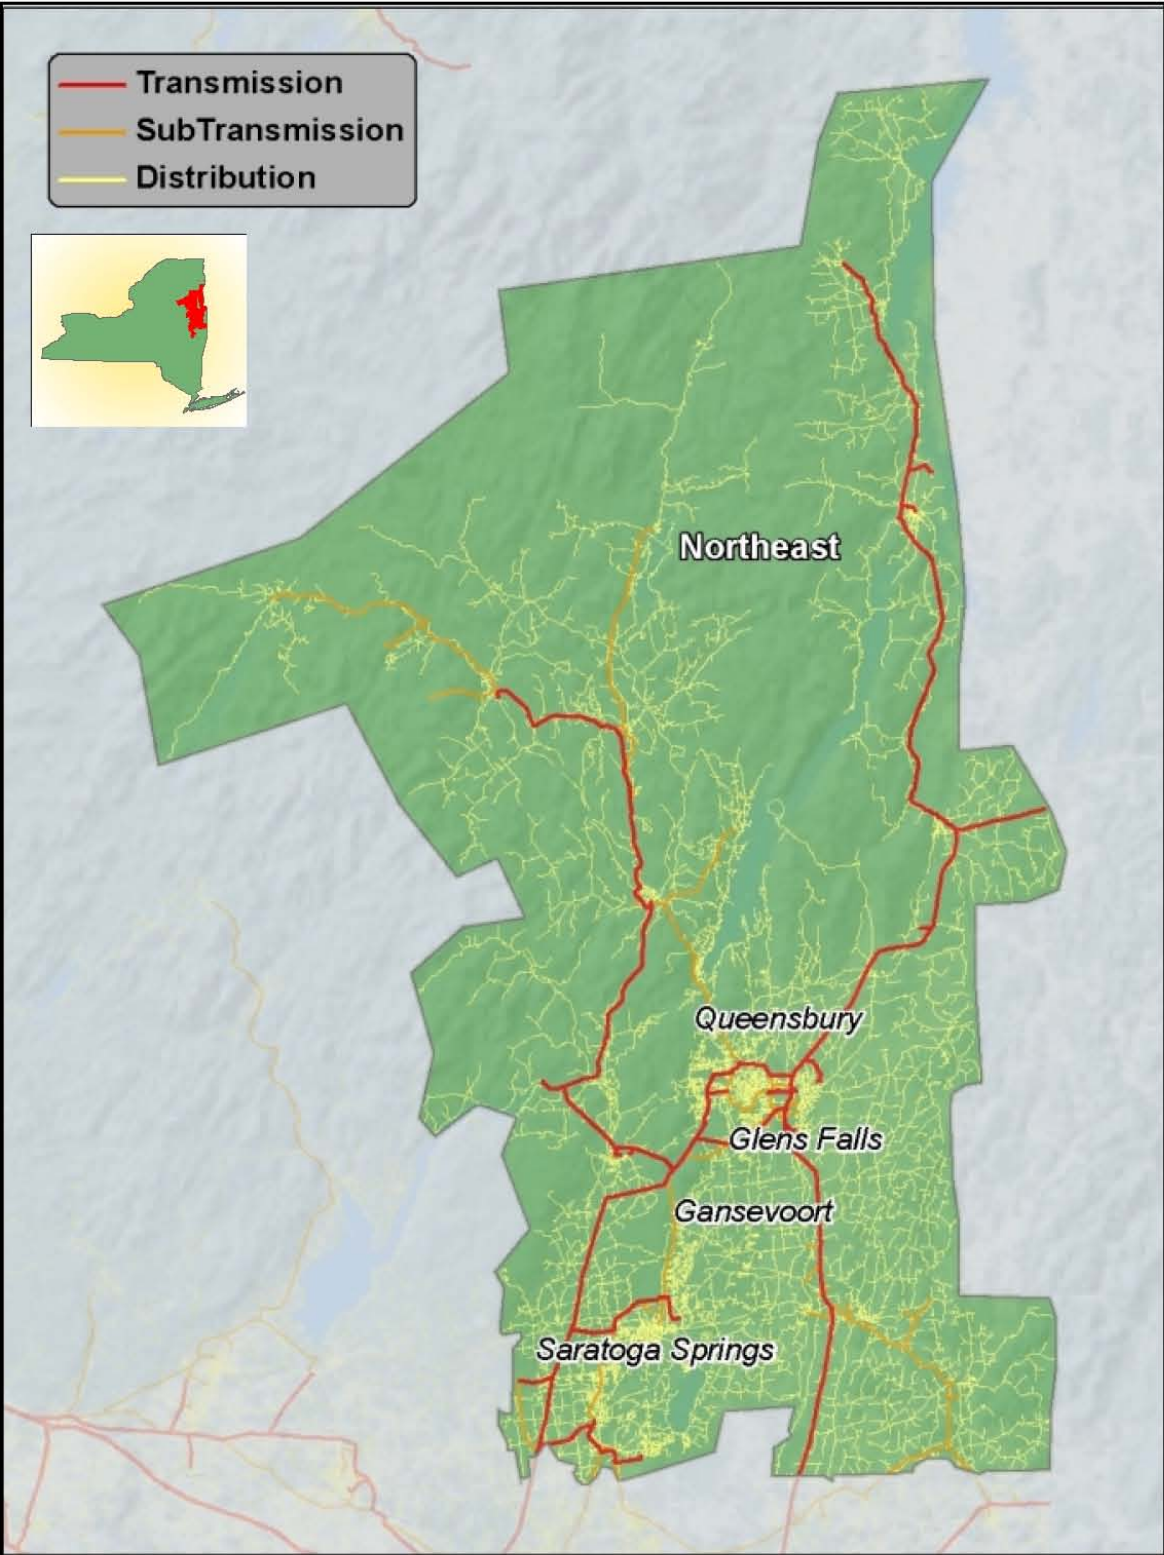 Transmission
SubTransmission
Distribution
Northeast
Queensbury
Glens Falls
Gansevoort
Saratoga Springs